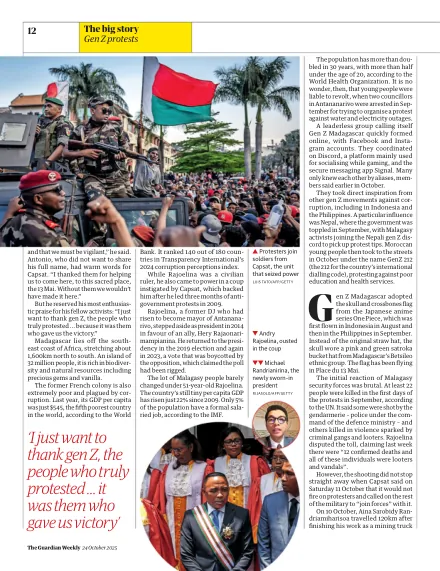 12
The big story
Gen Z protests
and that we must be vigilant,” he said.
Antonio, who did not want to share
his full name, had warm words for
Capsat. “I thanked them for helping
us to come here, to this sacred place,
the 13 Mai. Without them we wouldn’t
have made it here.”
But he reserved his most enthusias-
tic praise for his fellow activists: “I just
want to thank gen Z, the people who
truly protested … because it was them
who gave us the victory.”
Madagascar lies off the south-
east coast of Africa, stretching about
1,600km north to south. An island of
32 million people, it is rich in biodiver-
sity and natural resources including
precious gems and vanilla.
The former French colony is also
extremely poor and plagued by cor-
ruption. Last year, its GDP per capita
was just $545, the fifth poorest country
in the world, according to the World
‘I just want to
thank gen Z, the
people who truly
protested … it
was them who
gave us victory’
Bank. It ranked 140 out of 180 coun-
tries in Transparency International’s
2024 corruption perceptions index.
While Rajoelina was a civilian
ruler, he also came to power in a coup
instigated by Capsat, which backed
him after he led three months of anti-
government protests in 2009.
Rajoelina, a former DJ who had
risen to become mayor of Antanana-
rivo, stepped aside as president in 2014
in favour of an ally, Hery Rajaonari-
mampianina. He returned to the presi-
dency in the 2019 election and again
in 2023, a vote that was boycotted by
the opposition, which claimed the poll
had been rigged.
The lot of Malagasy people barely
changed under 51-year-old Rajoelina.
The country’s still tiny per capita GDP
has risen just 22% since 2009. Only 5%
of the population have a formal sala-
ried job, according to the IMF.
▲ Protesters join
soldiers from
Capsat, the unit
that seized power
LUIS TATO/AFP/GETTY
▼ Andry
Rajoelina, ousted
in the coup
▼▼ Michael
Randrianirina, the
newly sworn-in
president
RIJASOLO/AFP/GETTY
The population has more than dou-
bled in 30 years, with more than half
under the age of 20, according to the
World Health Organization. It is no
wonder, then, that young people were
liable to revolt, when two councillors
in Antananarivo were arrested in Sep-
tember for trying to organise a protest
against water and electricity outages.
A leaderless group calling itself
Gen Z Madagascar quickly formed
online, with Facebook and Insta-
gram accounts. They coordinated
on Discord, a platform mainly used
for socialising while gaming, and the
secure messaging app Signal. Many
only knew each other by aliases, mem-
bers said earlier in October.
They took direct inspiration from
other gen Z movements against cor-
ruption, including in Indonesia and
the Philippines. A particular influence
was Nepal, where the government was
toppled in September, with Malagasy
activists joining the Nepali gen Z dis-
cord to pick up protest tips. Moroccan
young people then took to the streets
in October under the name GenZ 212
(the 212 for the country’s international
dialling code), protesting about poor
education and health services.
Gen Z Madagascar adopted
the skull and crossbones flag
from the Japanese anime
series One Piece, which was
first flown in Indonesia in August and
then in the Philippines in September.
Instead of the original straw hat, the
skull wore a pink and green satroka
bucket hat from Madagascar’s Betsileo
ethnic group. The flag has been flying
in Place du 13 Mai.
The initial reaction of Malagasy
security forces was brutal. At least 22
people were killed in the first days of
the protests in September, according
to the UN. It said some were shot by the
gendarmerie – police under the com-
mand of the defence ministry – and
others killed in violence sparked by
criminal gangs and looters. Rajoelina
disputed the toll, claiming last week
there were “12 confirmed deaths and
all of these individuals were looters
and vandals”.
However, the shooting did not stop
straight away when Capsat said on
Saturday 11 October that it would not
fire on protesters and called on the rest
of the military to “join forces” with it.
On 10 October, Aina Sarobidy Ran-
driamharisoa travelled 120km after
finishing his work as a mining truck
The Guardian Weekly 24 October 2025